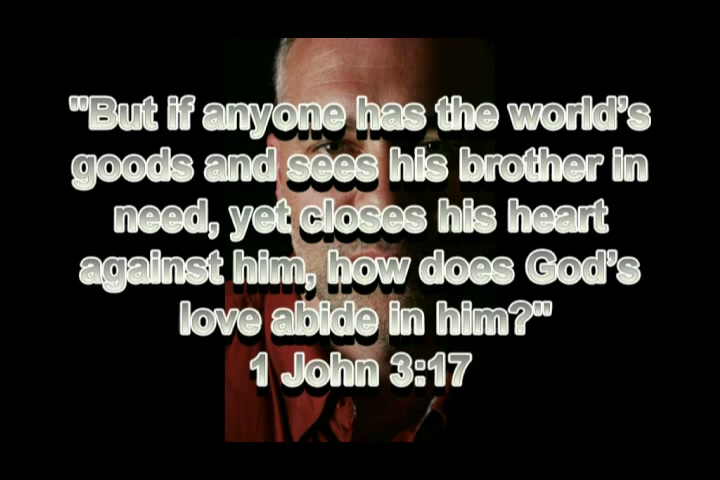 "But if anyone has the world’s
goods and sees his brother in
need, yet closes his heart
against him, how does God’s
love abide in him?"
1 John 3:17